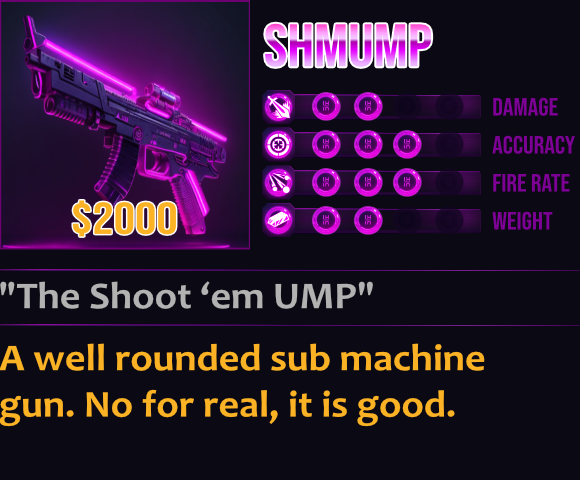 SHMUMP
DAMAGE
ACCURACY
FIRE RATE
WEIGHT
$2000
"The Shoot ‘em UMP"
A well rounded sub machine
gun. No for real, it is good.